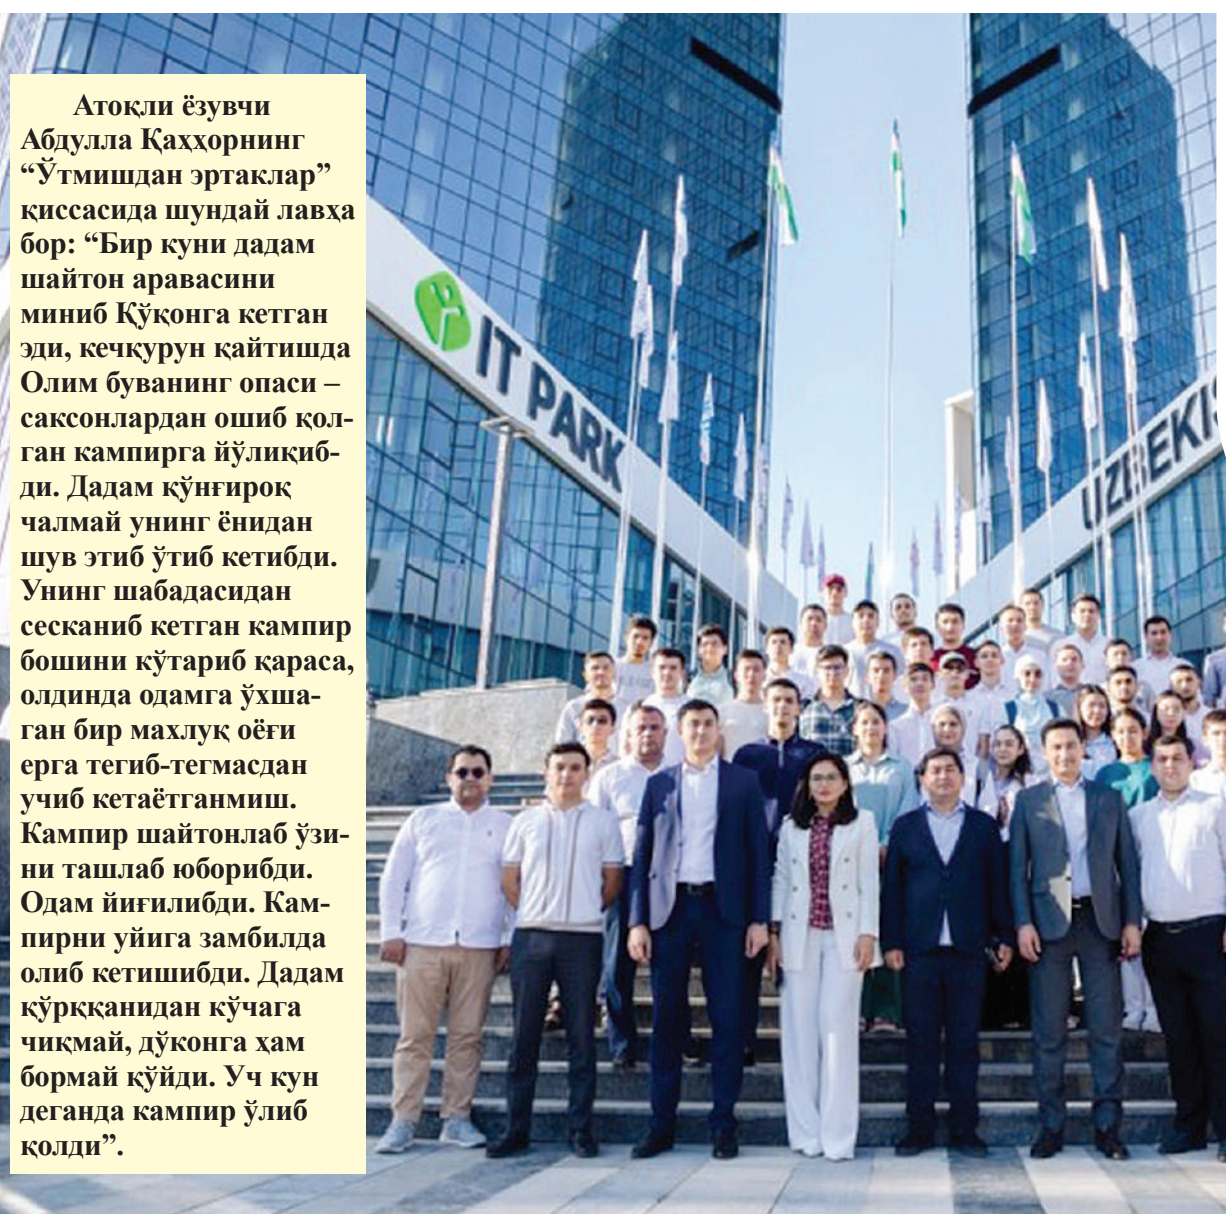 Атоқли ёзувчи
Абдулла Қаҳҳорнинг
“Ўтмишдан эртаклар”
қиссасида шундай лавҳа
бор: “Бир куни дадам
шайтон аравасини
миниб Қўқонга кетган
эди, кечқурун қайтишда
Олим буванинг опаси –
саксонлардан ошиб қол-
ган кампирга йўлиқиб-
ди. Дадам қўнғироқ
чалмай унинг ёнидан
шув этиб ўтиб кетибди.
Унинг шабадасидан
сесканиб кетган кампир
бошини кўтариб қараса,
олдинда одамга ўхша-
ган бир махлуқ оёғи
ерга тегиб-тегмасдан
учиб кетаётганмиш.
Кампир шайтонлаб ўзи-
ни ташлаб юборибди.
Одам йиғилибди. Кам-
пирни уйига замбилда
олиб кетишибди. Дадам
қўрққанидан кўчага
чиқмай, дўконга ҳам
бормай қўйди. Уч кун
деганда кампир ўлиб
қолди”.
IT PARK
UZBEKIS